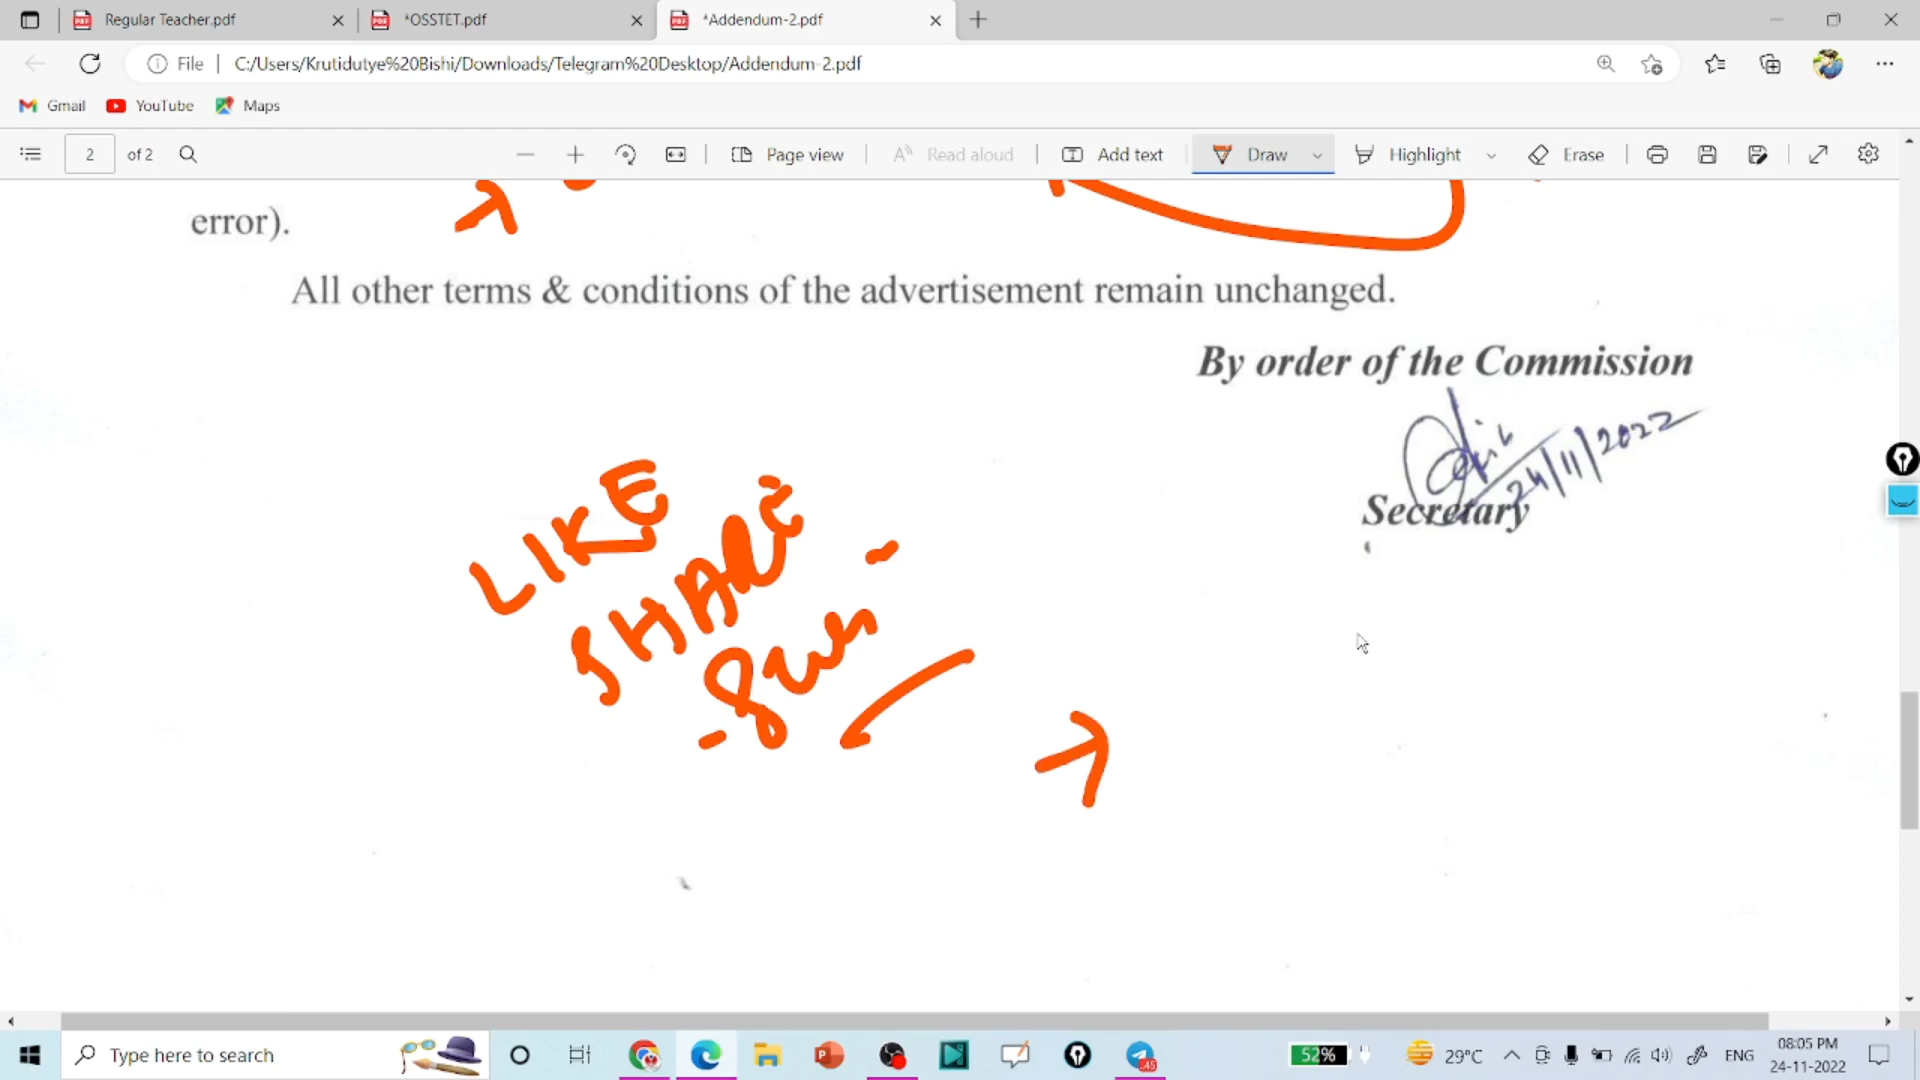 Regular Teacher.pdf
*OSSTET.pdf
*Addendum-2.pdf
File
C:/Users/Krutidutye%20Bishi/Downloads/Telegram%20Desktop/Addendum-2.pdf
Gmail
YouTube
Maps
2 of 2
Page view
Read aloud
Add text
Draw
Highlight
Erase
error).
All other terms & conditions of the advertisement remain unchanged.
By order of the Commission
24/11/2022
Secretary
LIKE
SHARE
Type here to search
52%
45
29°C
ENG
08:05 PM
24-11-2022